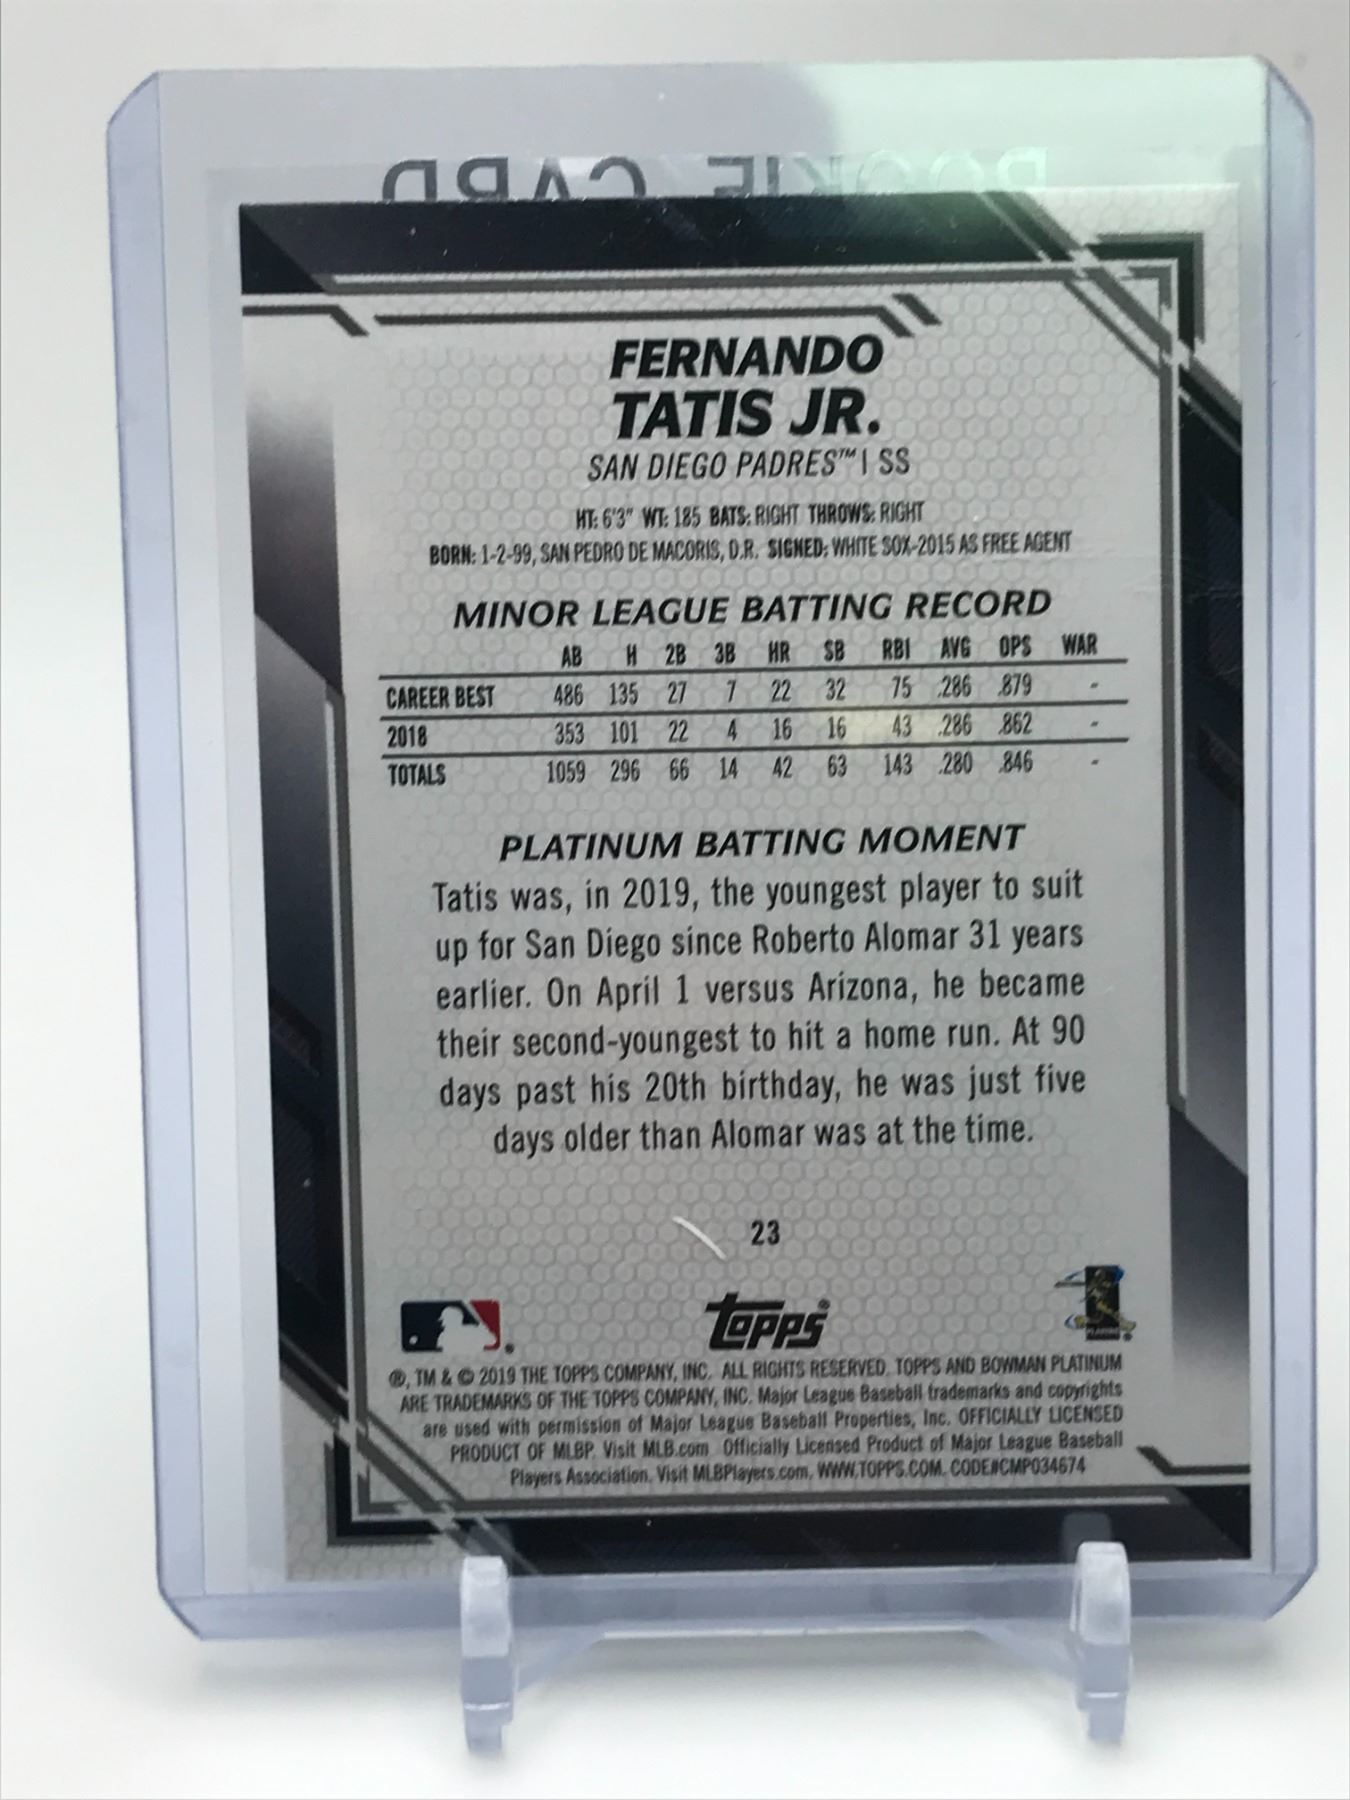 ROOKIE CARD
FERNANDO
TATIS JR.
SAN DIEGO PADRES™ | SS
HT: 6'3" WT: 185 BATS: RIGHT THROWS: RIGHT
BORN: 1-2-99, SAN PEDRO DE MACORIS, D.R. SIGNED: WHITE SOX-2015 AS FREE AGENT
MINOR LEAGUE BATTING RECORD
AB H 2B 3B HR SB RBI AVG OPS WAR
CAREER BEST 486 135 27 7 22 32 75 .286 .879 -
2018 353 101 22 4 16 16 43 .286 .862 -
TOTALS 1059 296 66 14 42 63 143 .280 .846 -
PLATINUM BATTING MOMENT
Tatis was, in 2019, the youngest player to suit
up for San Diego since Roberto Alomar 31 years
earlier. On April 1 versus Arizona, he became
their second-youngest to hit a home run. At 90
days past his 20th birthday, he was just five
days older than Alomar was at the time.
23
topps®
®, TM & © 2019 THE TOPPS COMPANY, INC. ALL RIGHTS RESERVED. TOPPS AND BOWMAN PLATINUM
ARE TRADEMARKS OF THE TOPPS COMPANY, INC. Major League Baseball trademarks and copyrights
are used with permission of Major League Baseball Properties, Inc. OFFICIALLY LICENSED
PRODUCT OF MLBP. Visit MLB.com Officially Licensed Product of Major League Baseball
Players Association. Visit MLBPlayers.com. WWW.TOPPS.COM. CODE#CMP034674